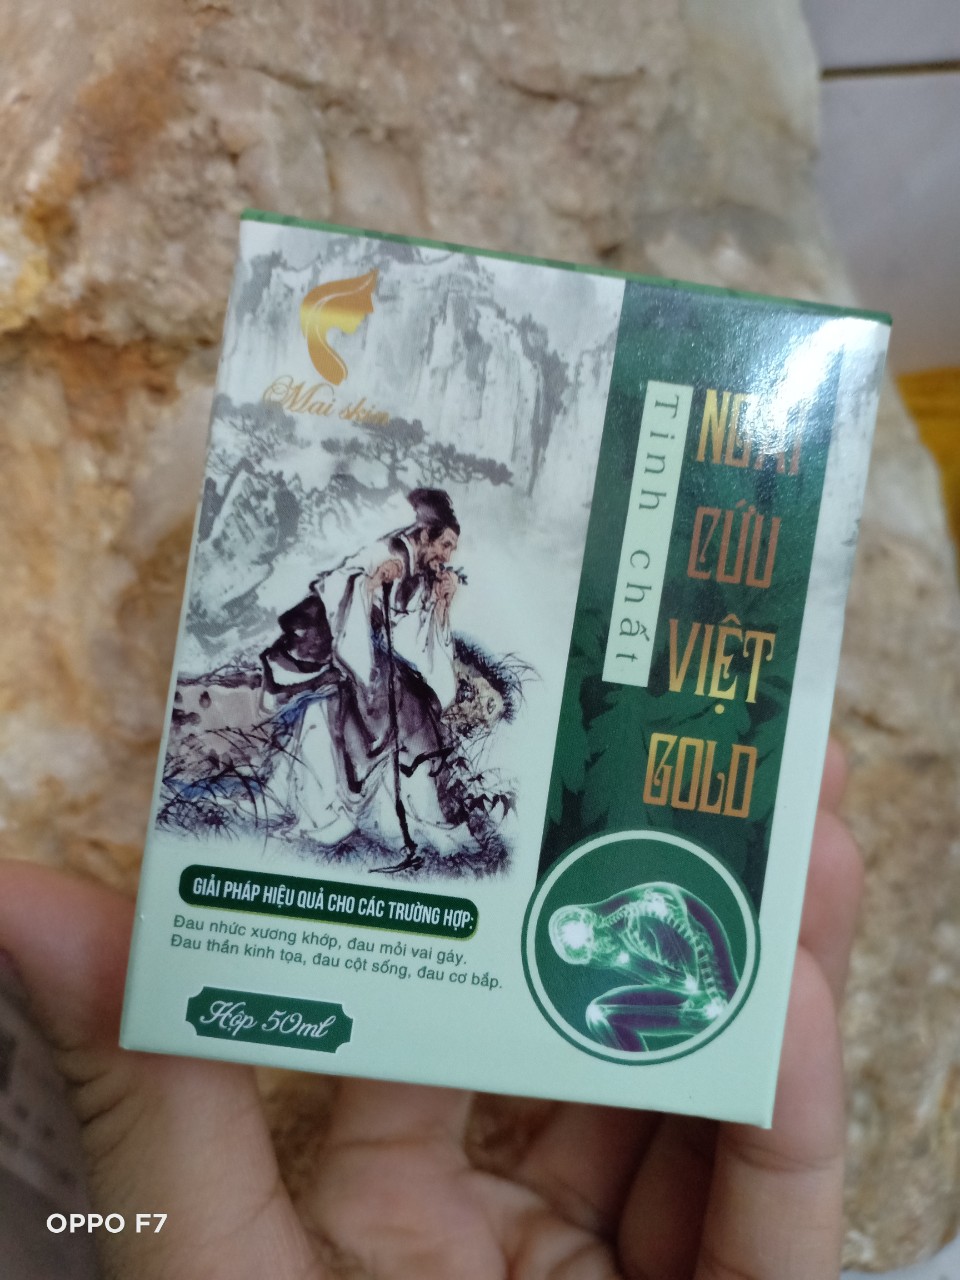 Mai skin
Tinh chất
NGẢI
CỨU
VIỆT
GOLD
GIẢI PHÁP HIỆU QUẢ CHO CÁC TRƯỜNG HỢP:
Đau nhức xương khớp, đau mỏi vai gáy.
Đau thần kinh tọa, đau cột sống, đau cơ bắp.
Hộp 50ml
OPPO F7